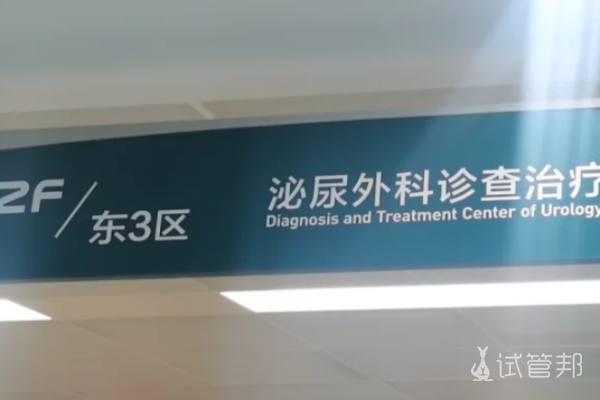 2F/东3区
泌尿外科诊查治疗
Diagnosis and Treatment Center of Urology
试管邦